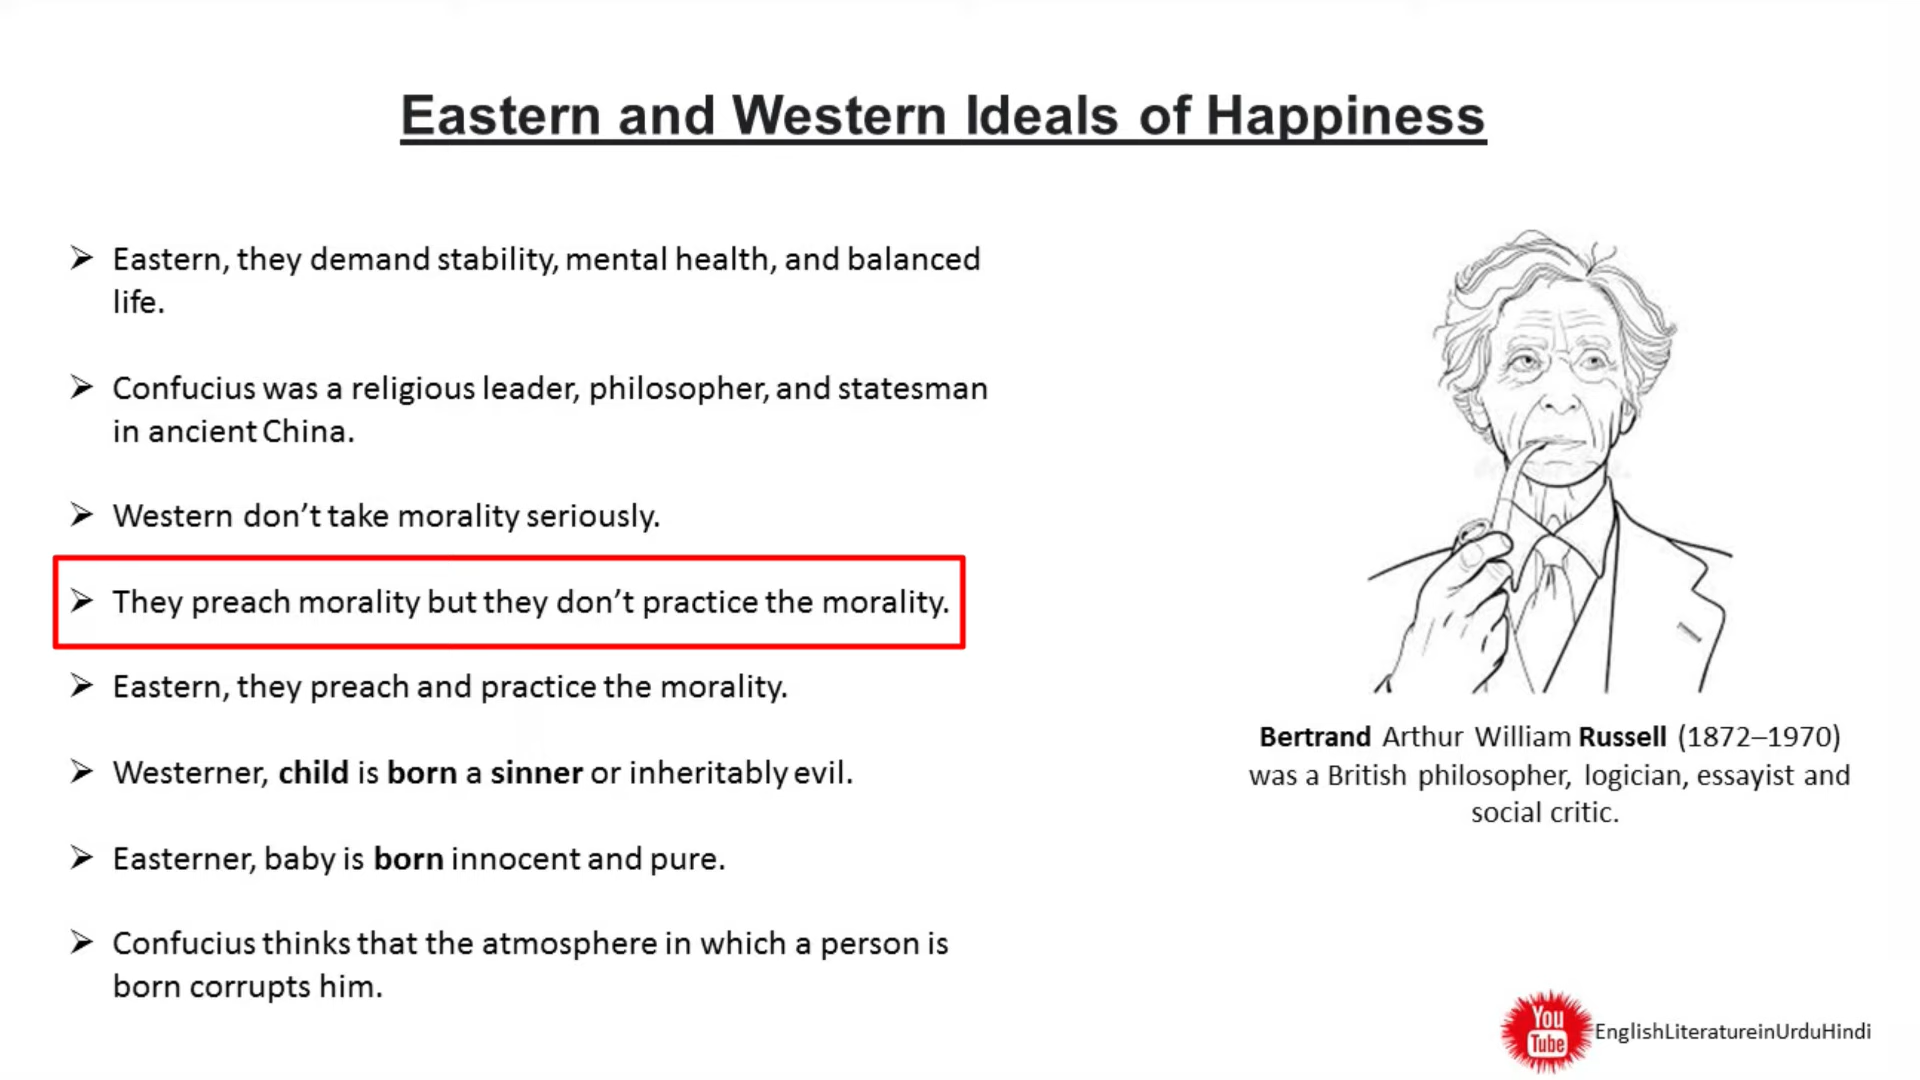 Eastern and Western Ideals of Happiness
Eastern, they demand stability, mental health, and balanced
life.
Confucius was a religious leader, philosopher, and statesman
in ancient China.
Western don’t take morality seriously.
They preach morality but they don’t practice the morality.
Eastern, they preach and practice the morality.
Westerner, child is born a sinner or inheritably evil.
Easterner, baby is born innocent and pure.
Confucius thinks that the atmosphere in which a person is
born corrupts him.
Bertrand Arthur William Russell (1872–1970)
was a British philosopher, logician, essayist and
social critic.
You
Tube
EnglishLiteratureinUrduHindi